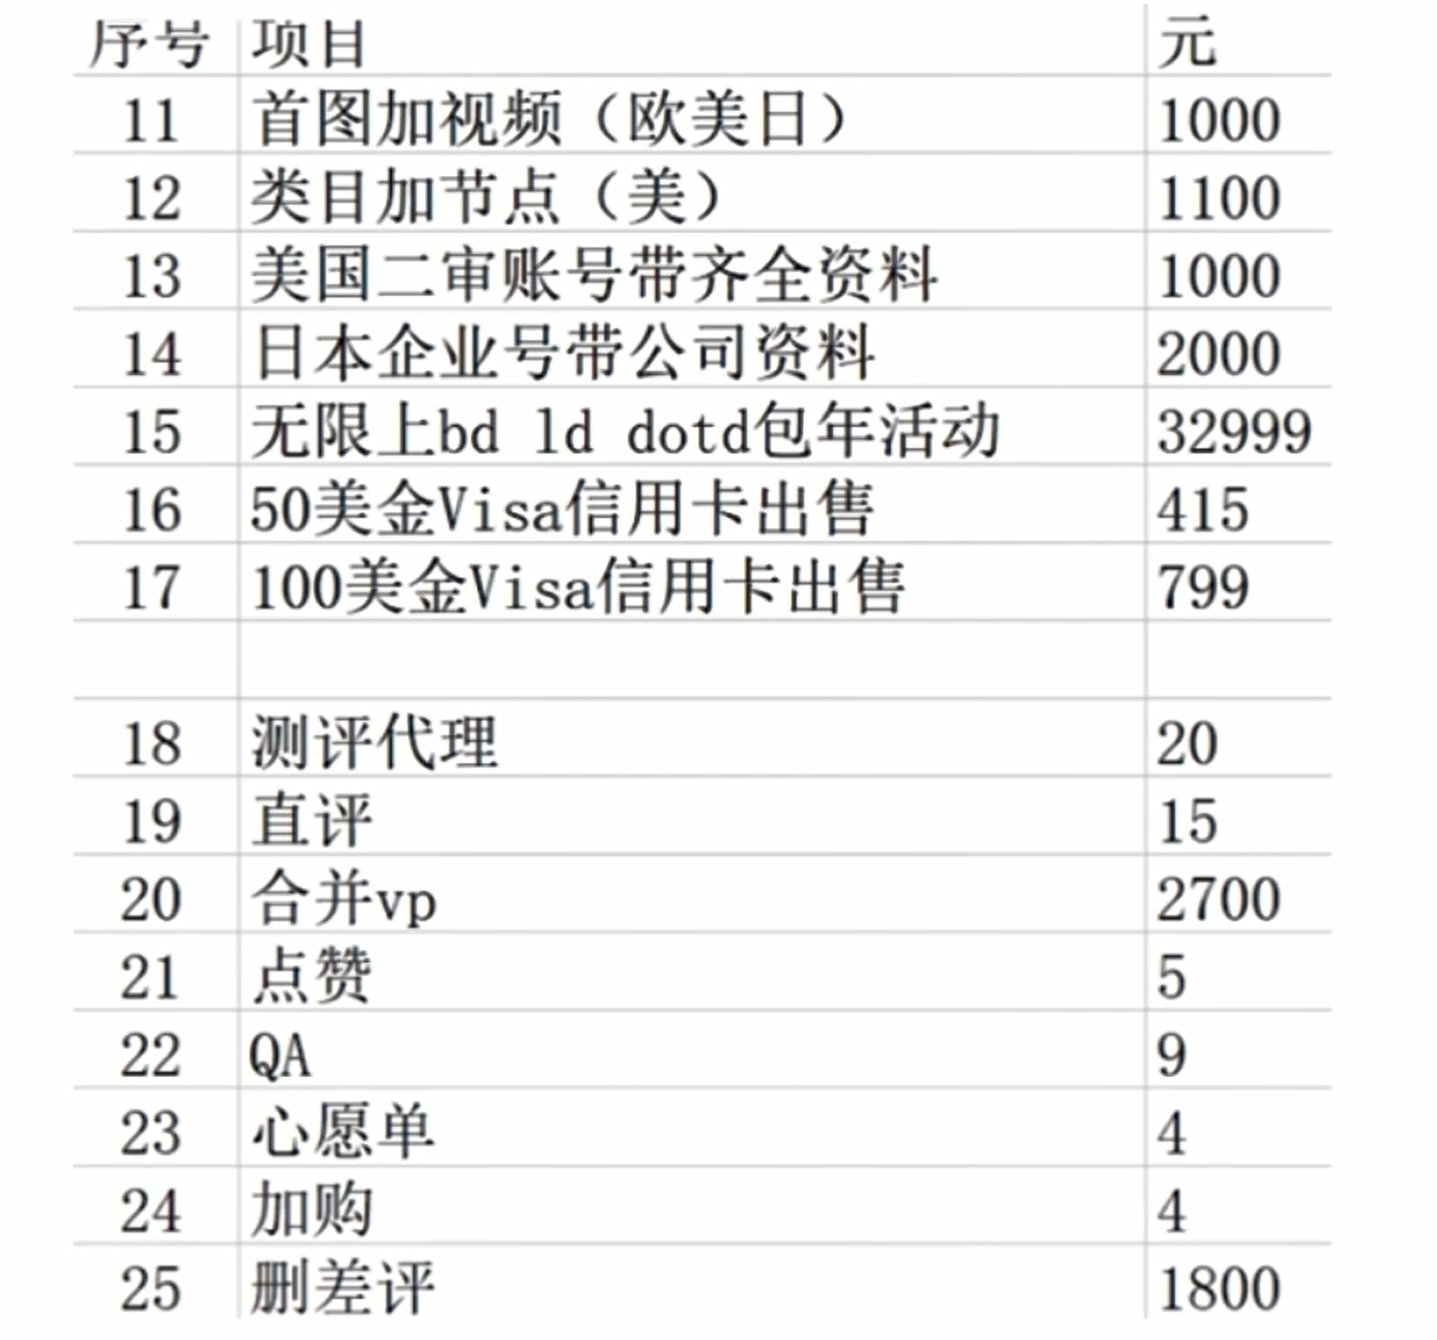 序号 项目 元
11 首图加视频（欧美日） 1000
12 类目加节点（美） 1100
13 美国二审账号带齐全资料 1000
14 日本企业号带公司资料 2000
15 无限上bd ld dotd包年活动 32999
16 50美金Visa信用卡出售 415
17 100美金Visa信用卡出售 799
18 测评代理 20
19 直评 15
20 合并vp 2700
21 点赞 5
22 QA 9
23 心愿单 4
24 加购 4
25 删差评 1800